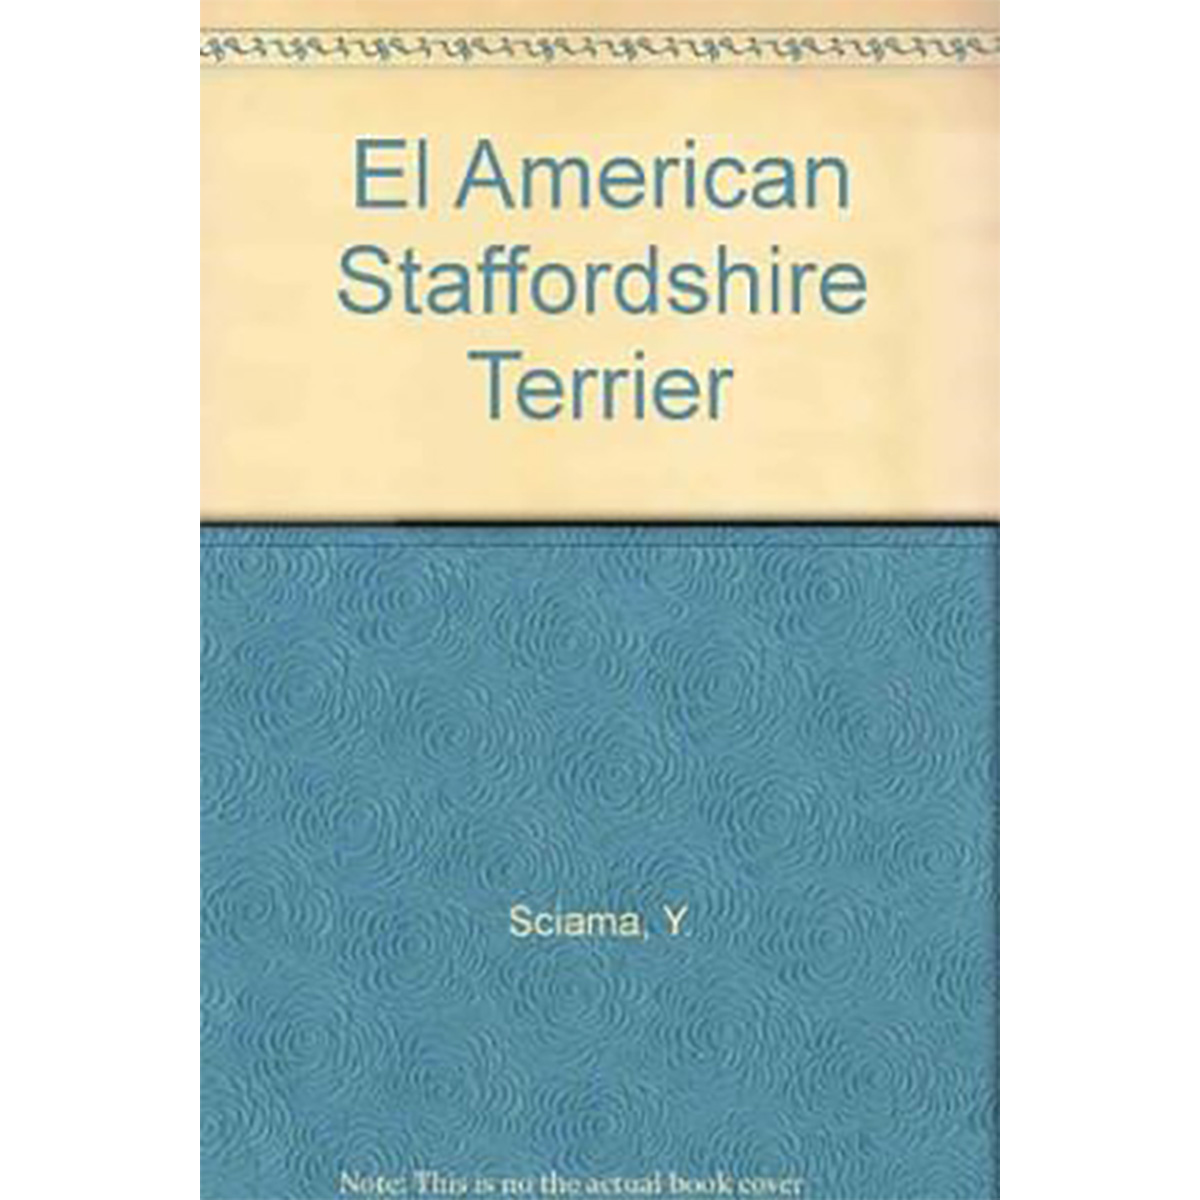 El American
Staffordshire
Terrier
Sciama, Y.
Note: This is no the actual book cover